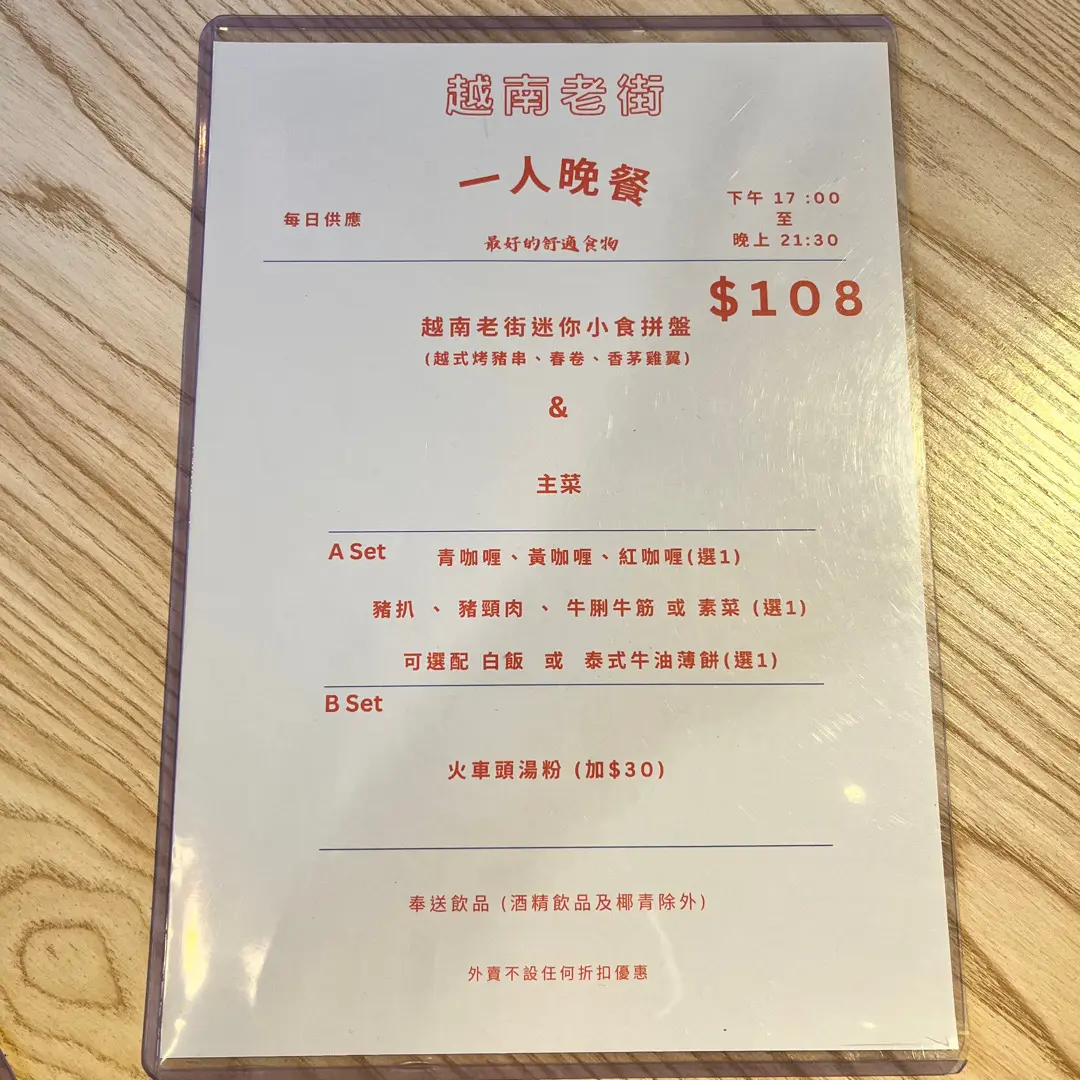 越南老街
一人晚餐
每日供應
下午 17 :00
至
晚上 21:30
最好的舒適食物
$108
越南老街迷你小食拼盤
(越式烤豬串、春卷、香茅雞翼)
&
主菜
A Set
青咖喱、黃咖喱、紅咖喱(選1)
豬扒 、 豬頸肉 、 牛脷牛筋 或 素菜 (選1)
可選配 白飯 或 泰式牛油薄餅(選1)
B Set
火車頭湯粉 (加$30)
奉送飲品 (酒精飲品及椰青除外)
外賣不設任何折扣優惠